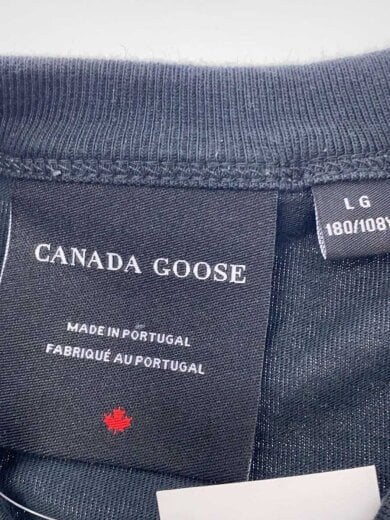 CANADA GOOSE
MADE IN PORTUGAL
FABRIQUÉ AU PORTUGAL
LG
180/108Y